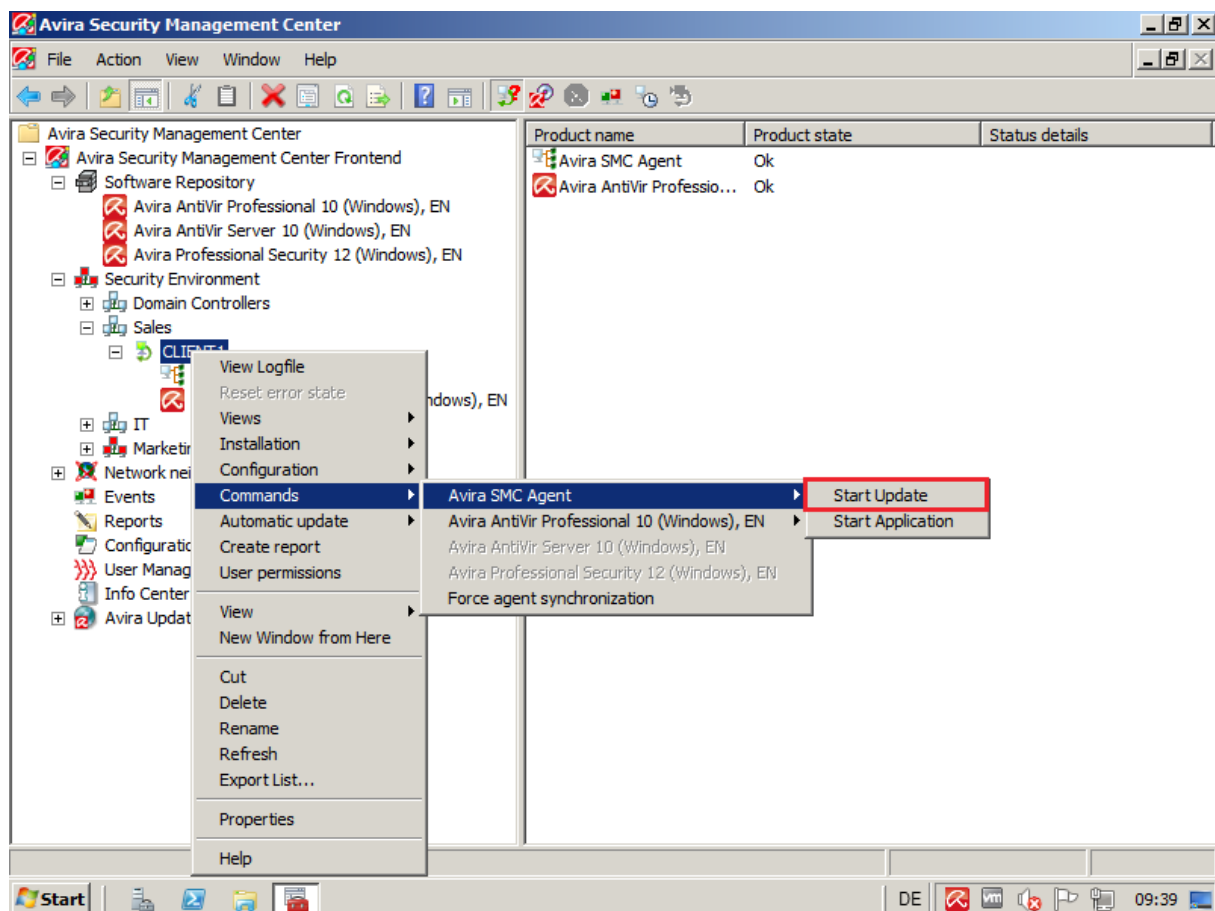 Avira Security Management Center
File Action View Window Help
Avira Security Management Center
Avira Security Management Center Frontend
Software Repository
Avira AntiVir Professional 10 (Windows), EN
Avira AntiVir Server 10 (Windows), EN
Avira Professional Security 12 (Windows), EN
Security Environment
Domain Controllers
Sales
CLIENT1
ndows), EN
IT
Marketin
Network nei
Events
Reports
Configuratio
User Manag
Info Center
Avira Updat
Product name Product state Status details
Avira SMC Agent Ok
Avira AntiVir Professio... Ok
View Logfile
Reset error state
Views
Installation
Configuration
Commands
Automatic update
Create report
User permissions
View
New Window from Here
Cut
Delete
Rename
Refresh
Export List...
Properties
Help
Avira SMC Agent
Avira AntiVir Professional 10 (Windows), EN
Avira AntiVir Server 10 (Windows), EN
Avira Professional Security 12 (Windows), EN
Force agent synchronization
Start Update
Start Application
Start DE vm 09:39